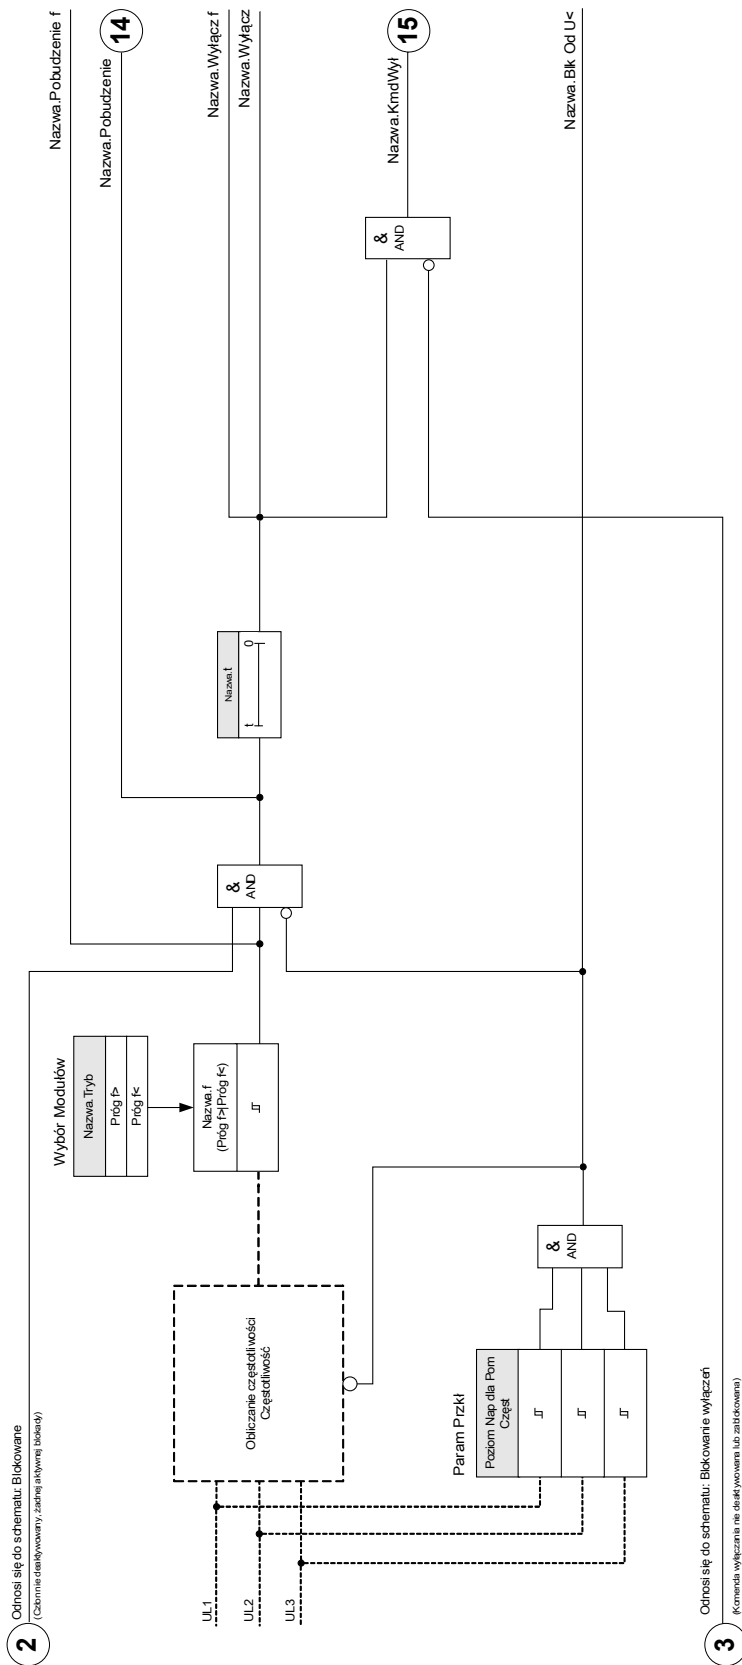 2
Odnosi się do schematu: Blokowane
(Człon nie deaktywowany, żadnej aktywnej blokady)
Nazwa.Pobudzenie f
14
Nazwa.Pobudzenie
Wybór Modułów
Nazwa.Tryb
Próg f>
Próg f<
Nazwa.f
(Próg f>|Próg f<)
&
AND
Nazwa.t
t
0
Nazwa.Wyłącz f
Nazwa.Wyłącz
UL1
UL2
UL3
Obliczanie częstotliwości
Częstotliwość
&
AND
Nazwa.KmdWył
15
Param Przkł
Poziom Nap dla Pom
Częst
&
AND
Nazwa.Blk Od U<
3
Odnosi się do schematu: Blokowanie wyłączeń
(Komenda wyłączania nie deaktywowana lub zablokowana)